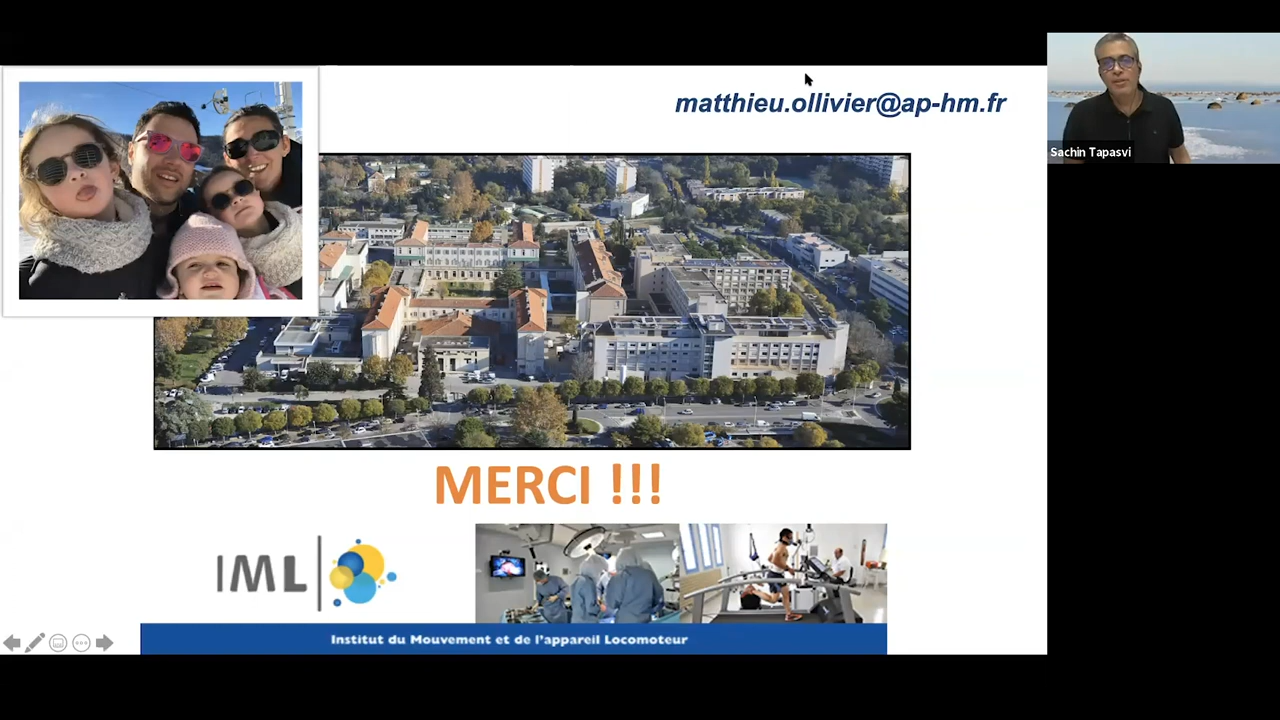 matthieu.ollivier@ap-hm.fr
Sachin Tapasvi
MERCI !!!
IML
Institut du Mouvement et de l'appareil Locomoteur